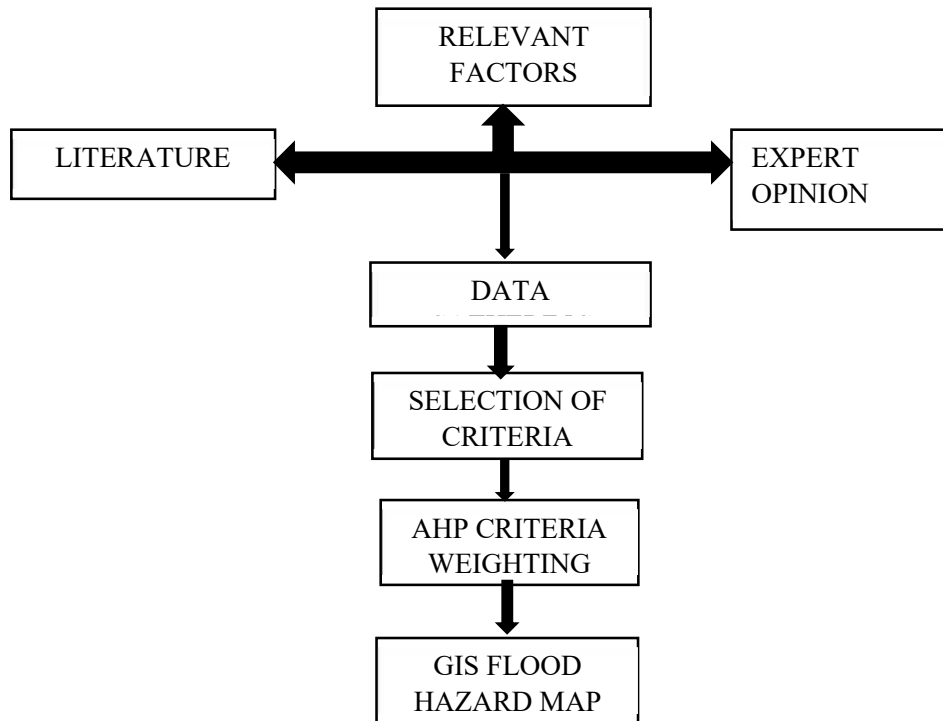 RELEVANT
FACTORS
LITERATURE
EXPERT
OPINION
DATA
SELECTION OF
CRITERIA
AHP CRITERIA
WEIGHTING
GIS FLOOD
HAZARD MAP